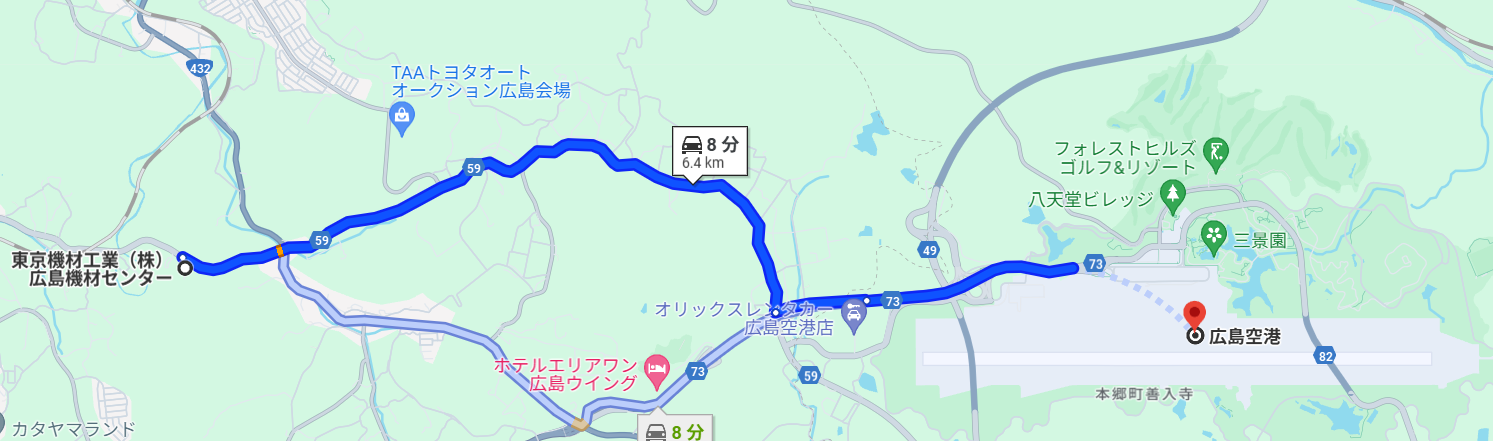 432
TAAトヨタオート
オークション広島会場
8 分
6.4 km
59
フォレストヒルズ
ゴルフ&リゾート
八天堂ビレッジ
三景園
59
49
東京機材工業（株）
広島機材センター
73
73
オリックスレンタカー
広島空港店
広島空港
82
ホテルエリアワン
広島ウイング
73
59
本郷町善入寺
カタヤマランド
8 分